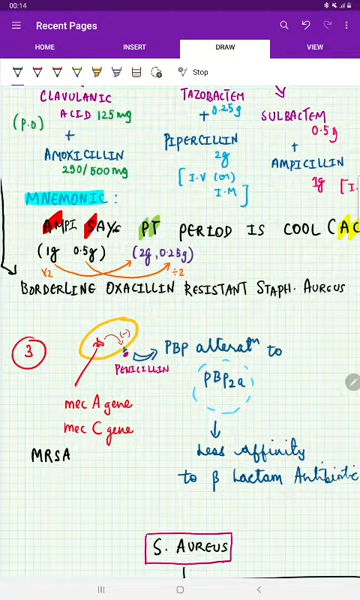 00:14
Recent Pages
HOME INSERT DRAW VIEW
Stop
CLAVULANIC
ACID 125mg
(P.O)
+
AMOXICILLIN
250/500mg
TAZOBACTEM
+ 0.25g
PIPERCILLIN
2g
[I.V (or)
I.M]
SULBACTEM
0.5g
+
AMPICILLIN
1g [I.
MNEMONIC:
AMPI SAYs PT PERIOD IS COOL (AC
(1g 0.5g) (2g, 0.25g)
x2 ÷2
BORDERLINE OXACILLIN RESISTANT STAPH. AUREUS
3
(-)
PENICILLIN
PBP alteratn to
PBP2a
mec A gene
mec C gene
Less Affinity
to β Lactam Antibiotic
MRSA
S. AUREUS